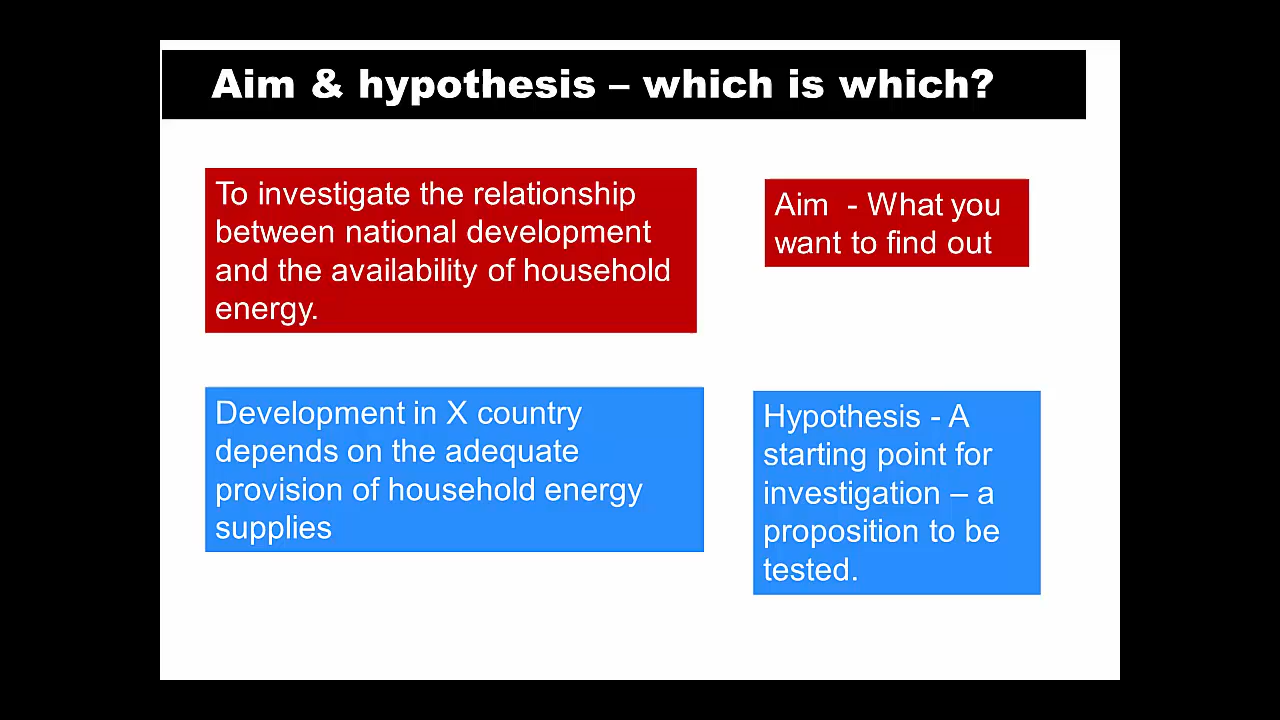 Aim & hypothesis – which is which?
To investigate the relationship
between national development
and the availability of household
energy.
Aim - What you
want to find out
Development in X country
depends on the adequate
provision of household energy
supplies
Hypothesis - A
starting point for
investigation – a
proposition to be
tested.